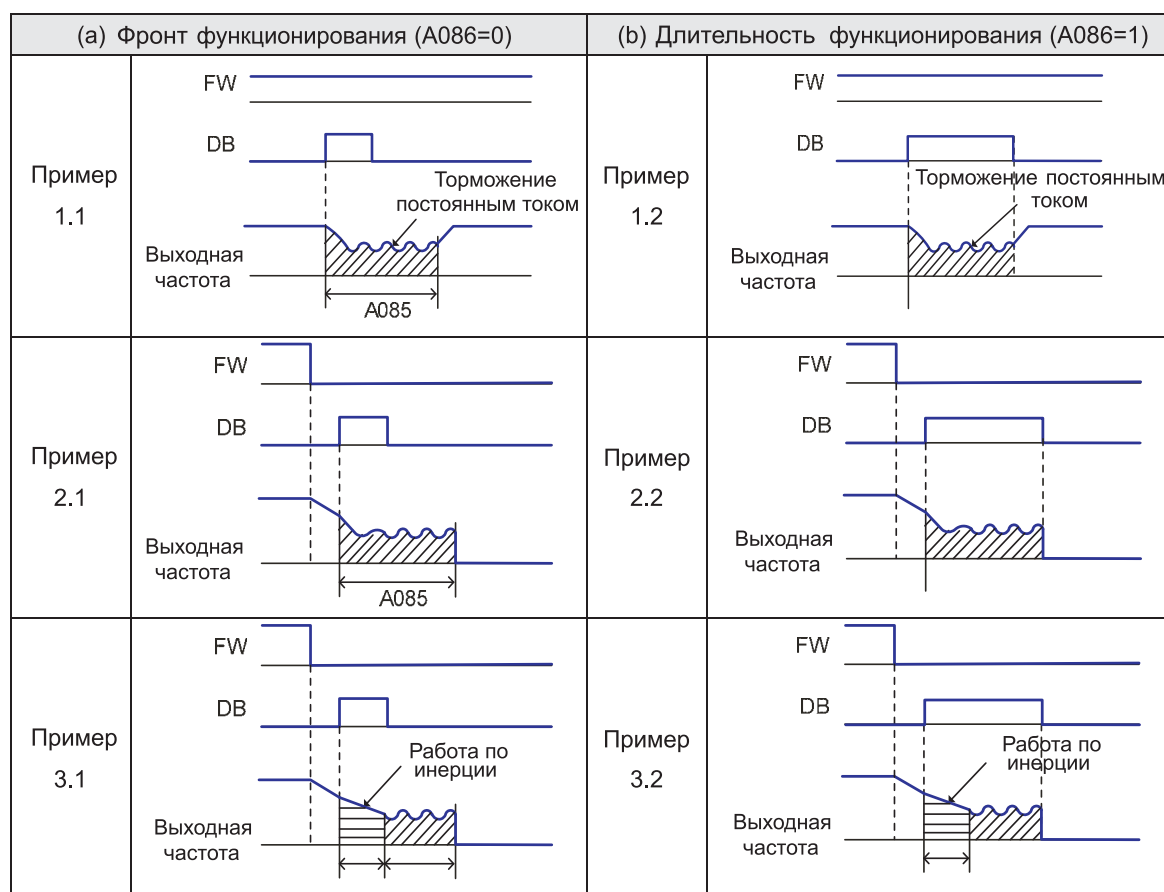 (a) Фронт функционирования (A086=0)
(b) Длительность функционирования (A086=1)
Пример
1.1
FW
DB
Торможение
постоянным током
Выходная
частота
A085
Пример
1.2
FW
DB
Торможение постоянным
током
Выходная
частота
Пример
2.1
FW
DB
Выходная
частота
A085
Пример
2.2
FW
DB
Выходная
частота
Пример
3.1
FW
DB
Работа по
инерции
Выходная
частота
Пример
3.2
FW
DB
Работа по
инерции
Выходная
частота